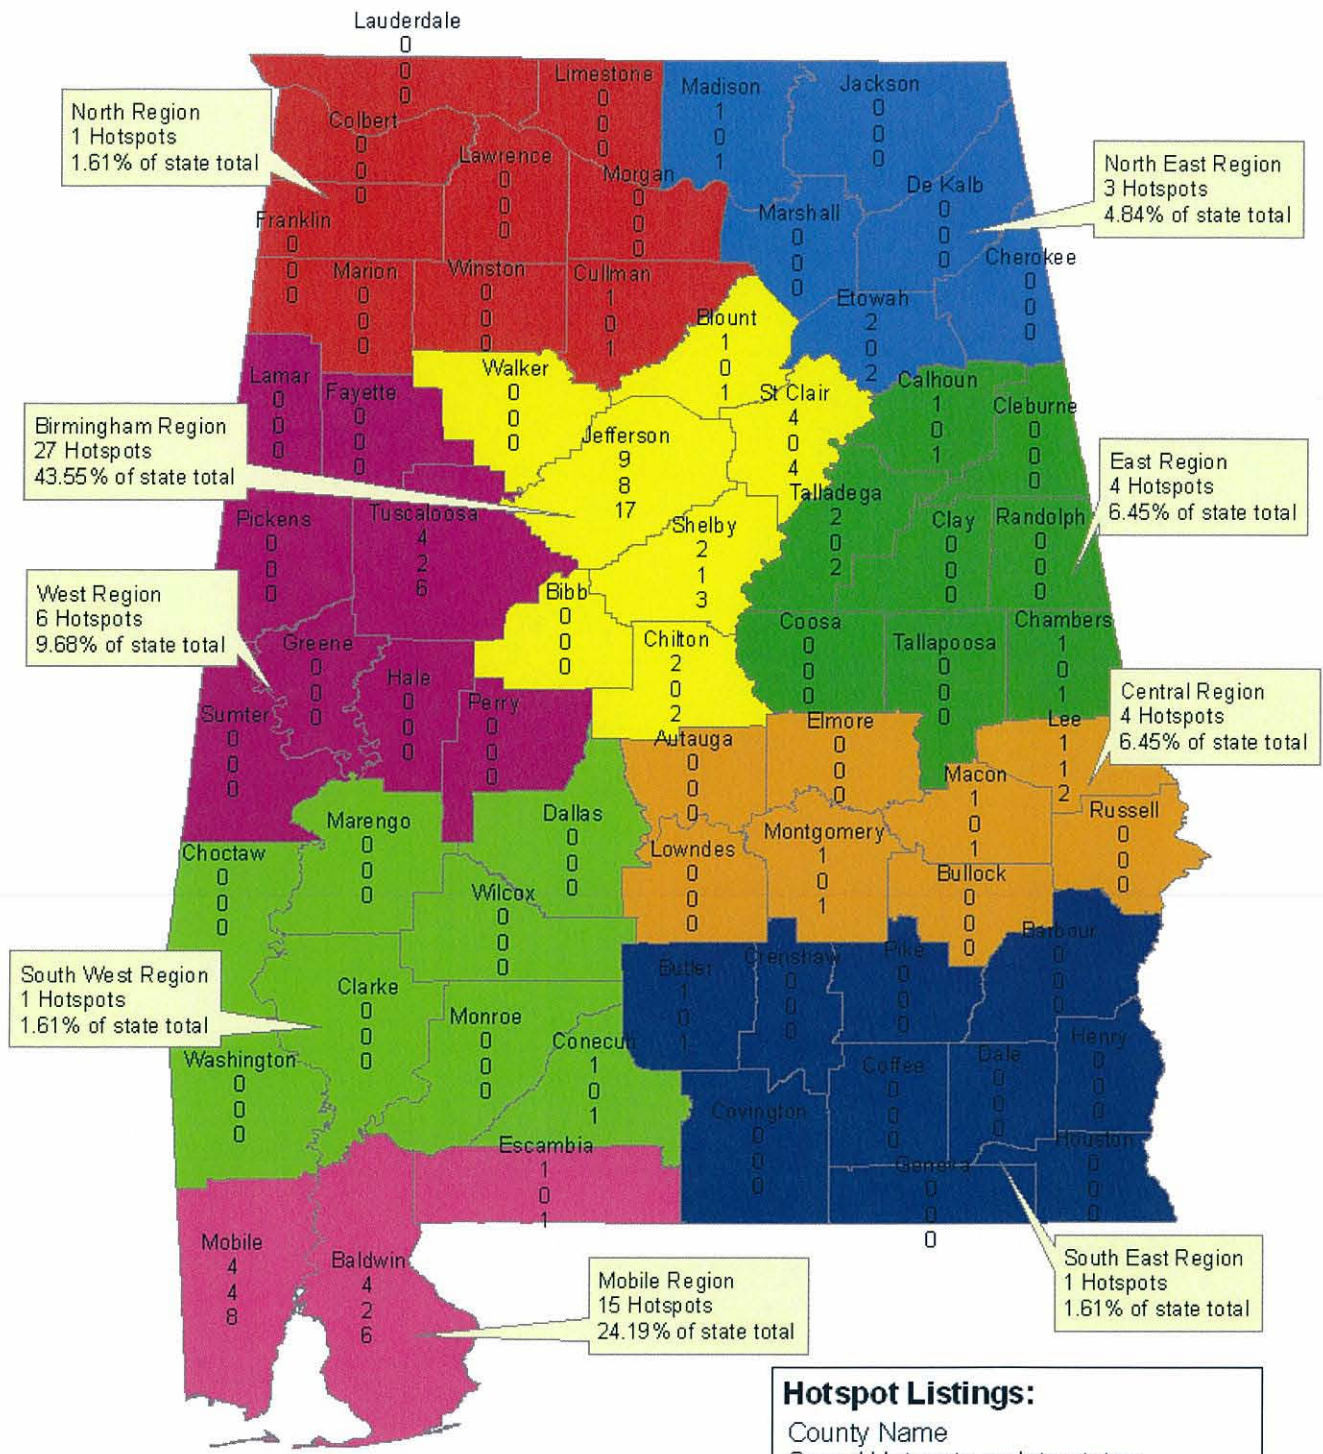 Lauderdale
0
0
0
Limestone
0
0
0
Madison
1
0
1
Jackson
0
0
0
North Region
1 Hotspots
1.61% of state total
Colbert
0
0
0
Lawrence
0
0
0
Morgan
0
0
0
De Kalb
0
0
0
North East Region
3 Hotspots
4.84% of state total
Franklin
0
0
0
Marshall
0
0
0
Cherokee
0
0
0
Marion
0
0
0
Winston
0
0
0
Cullman
1
0
1
Etowah
2
0
2
Blount
1
0
1
Lamar
0
0
0
Fayette
0
0
0
Walker
0
0
0
St Clair
4
0
4
Calhoun
1
0
1
Cleburne
0
0
0
Birmingham Region
27 Hotspots
43.55% of state total
Jefferson
9
8
17
East Region
4 Hotspots
6.45% of state total
Talladega
2
0
2
Pickens
0
0
0
Tuscaloosa
4
2
6
Shelby
2
1
3
Clay
0
0
0
Randolph
0
0
0
West Region
6 Hotspots
9.68% of state total
Bibb
0
0
0
Greene
0
0
0
Hale
0
0
0
Chilton
2
0
2
Coosa
0
0
0
Tallapoosa
0
0
0
Chambers
1
0
1
Central Region
4 Hotspots
6.45% of state total
Sumter
0
0
0
Perry
0
0
0
Autauga
0
0
0
Elmore
0
0
0
Lee
1
1
2
Macon
1
0
1
Russell
0
0
0
Marengo
0
0
0
Dallas
0
0
0
Choctaw
0
0
0
Lowndes
0
0
0
Montgomery
1
0
1
Bullock
0
0
0
Wilcox
0
0
0
Barbour
0
0
0
South West Region
1 Hotspots
1.61% of state total
Clarke
0
0
0
Butler
1
0
1
Crenshaw
0
0
0
Pike
0
0
0
Monroe
0
0
0
Conecuh
1
0
1
Coffee
0
0
0
Dale
0
0
0
Henry
0
0
0
Washington
0
0
0
Covington
0
0
0
Escambia
1
0
1
Geneva
0
0
0
Houston
0
0
0
Mobile
4
4
8
Baldwin
4
2
6
Mobile Region
15 Hotspots
24.19% of state total
South East Region
1 Hotspots
1.61% of state total
Hotspot Listings:
County Name